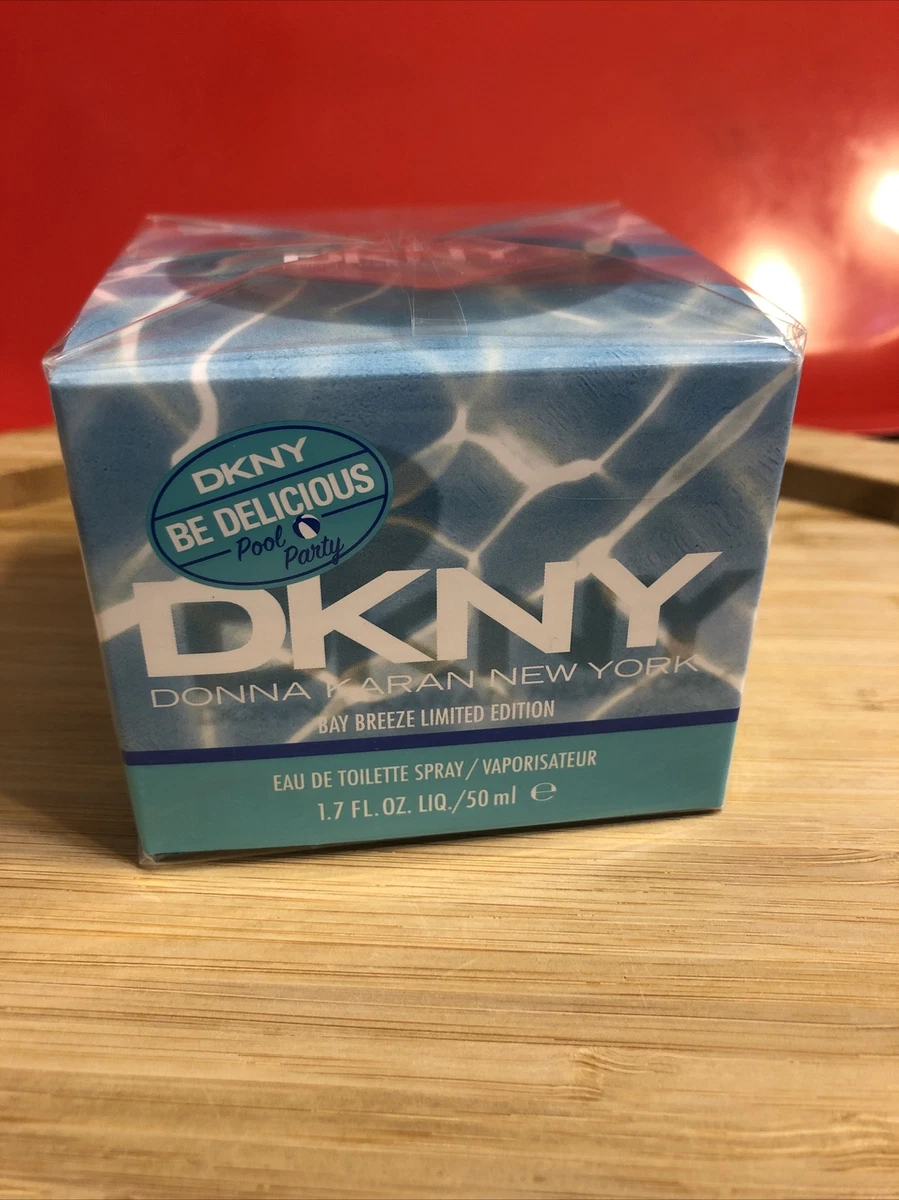 DKNY
DKNY
BE DELICIOUS
Pool Party
DKNY
DONNA KARAN NEW YORK
BAY BREEZE LIMITED EDITION
EAU DE TOILETTE SPRAY / VAPORISATEUR
1.7 FL. OZ. LIQ./50 ml ℮